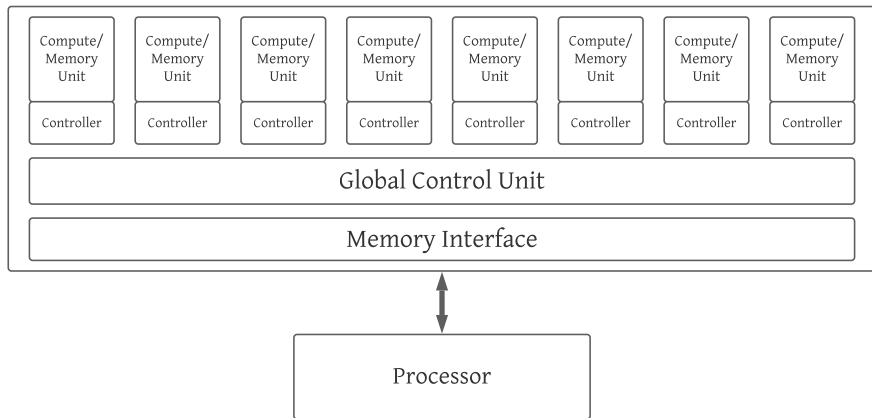 Compute/
Memory
Unit
Compute/
Memory
Unit
Compute/
Memory
Unit
Compute/
Memory
Unit
Compute/
Memory
Unit
Compute/
Memory
Unit
Compute/
Memory
Unit
Compute/
Memory
Unit
Controller
Controller
Controller
Controller
Controller
Controller
Controller
Controller
Global Control Unit
Memory Interface
Processor